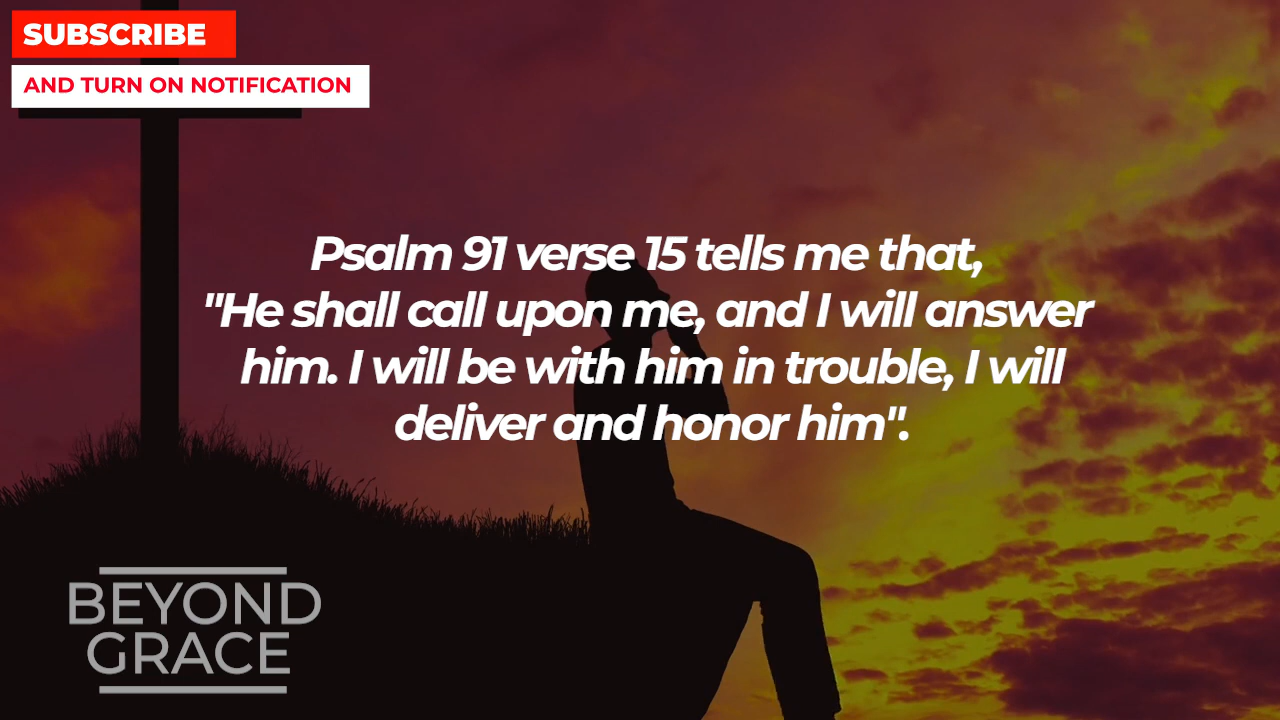 SUBSCRIBE
AND TURN ON NOTIFICATION
Psalm 91 verse 15 tells me that,
"He shall call upon me, and I will answer
him. I will be with him in trouble, I will
deliver and honor him".
BEYOND
GRACE